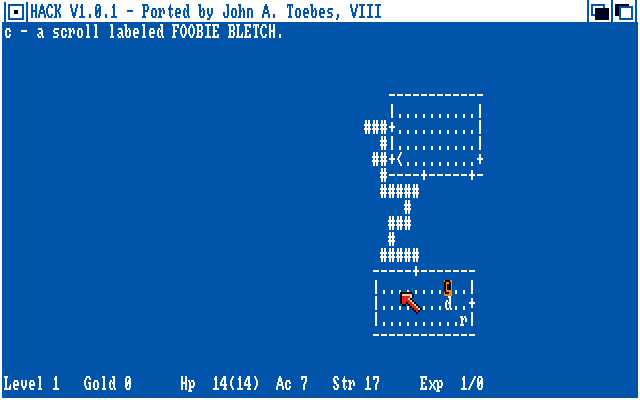 HACK V1.0.1 - Ported by John A. Toebes, VIII
c - a scroll labeled FOOBIE BLETCH.
Level 1 Gold 0 Hp 14(14) Ac 7 Str 17 Exp 1/0